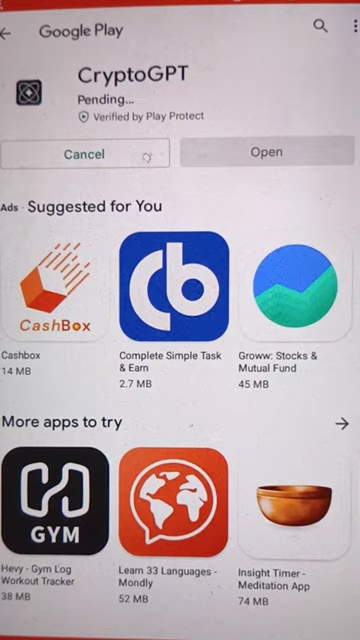 Google Play
CryptoGPT
Pending...
Verified by Play Protect
Cancel
Open
Ads · Suggested for You
CashBox
cb
Cashbox
14 MB
Complete Simple Task
& Earn
2.7 MB
Groww: Stocks &
Mutual Fund
45 MB
More apps to try
GYM
Hevy - Gym Log
Workout Tracker
38 MB
Learn 33 Languages -
Mondly
52 MB
Insight Timer -
Meditation App
74 MB